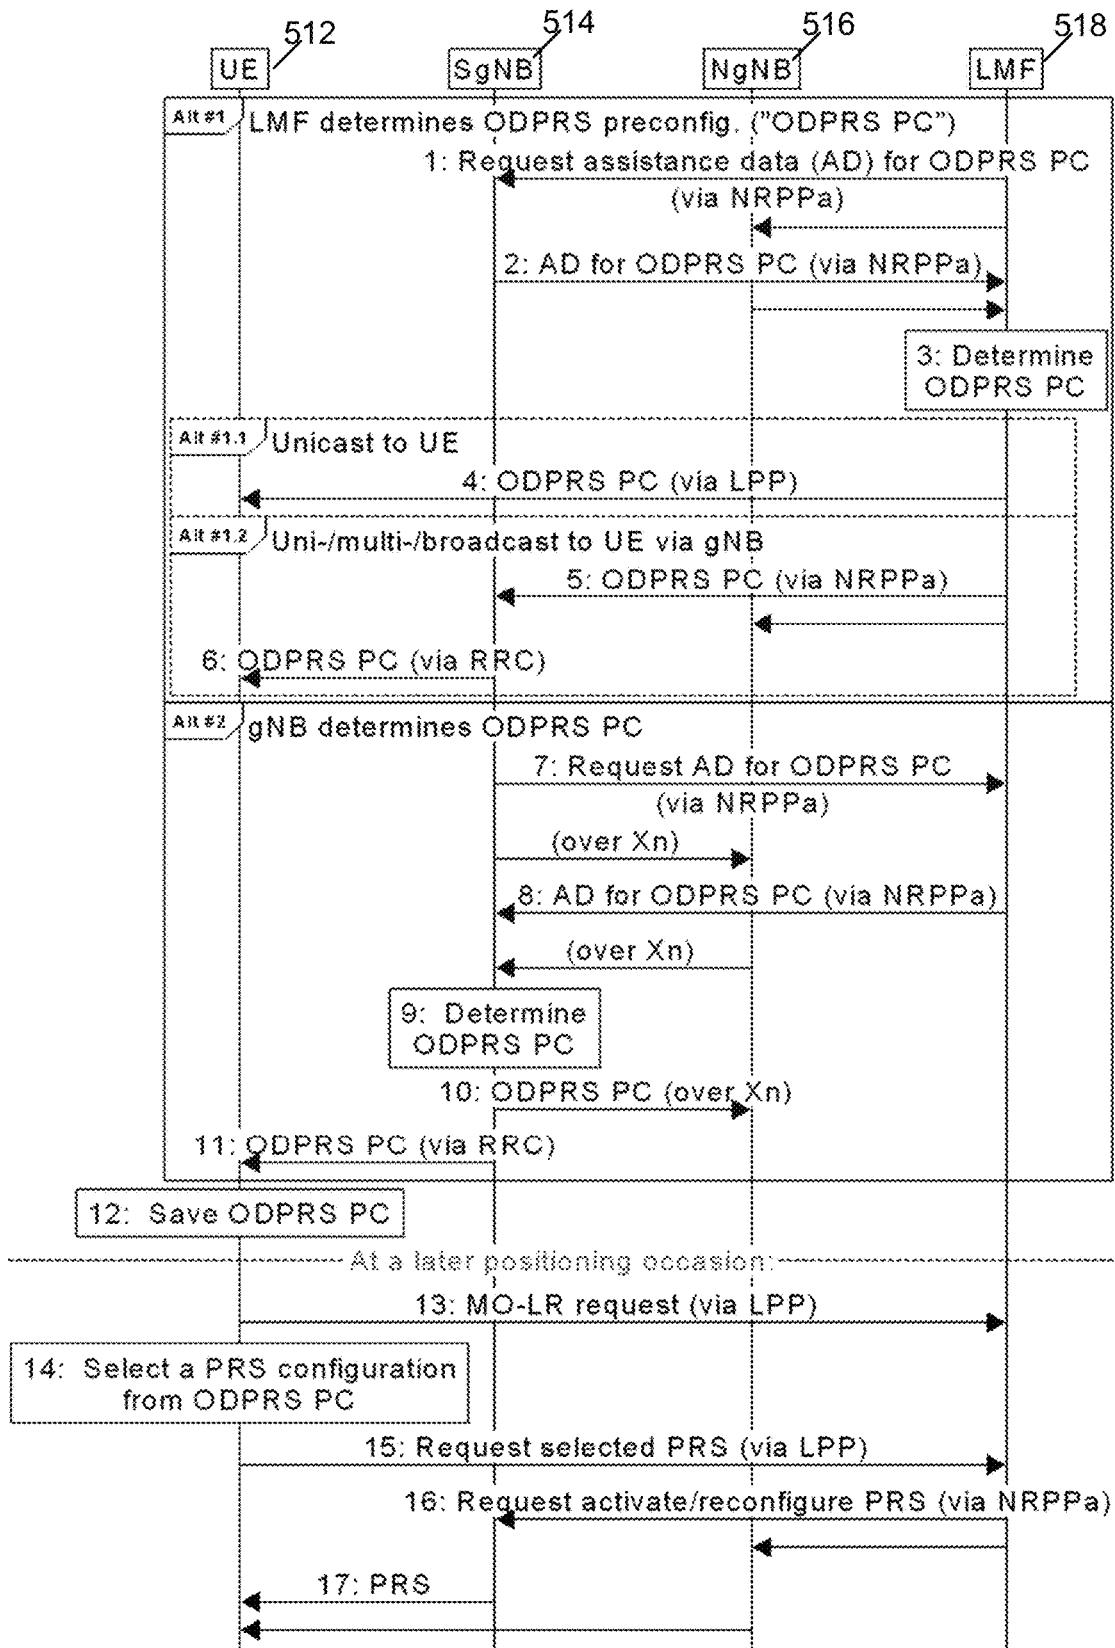 512
514
516
518
UE
SgNB
NgNB
LMF
Alt #1
LMF determines ODPRS preconfig. ("ODPRS PC")
1: Request assistance data (AD) for ODPRS PC
(via NRPPa)
2: AD for ODPRS PC (via NRPPa)
3: Determine
ODPRS PC
Alt #1.1
Unicast to UE
4: ODPRS PC (via LPP)
Alt #1.2
Uni-/multi-/broadcast to UE via gNB
5: ODPRS PC (via NRPPa)
6: ODPRS PC (via RRC)
Alt #2
gNB determines ODPRS PC
7: Request AD for ODPRS PC
(via NRPPa)
(over Xn)
8: AD for ODPRS PC (via NRPPa)
(over Xn)
9: Determine
ODPRS PC
10: ODPRS PC (over Xn)
11: ODPRS PC (via RRC)
12: Save ODPRS PC
At a later positioning occasion:
13: MO-LR request (via LPP)
14: Select a PRS configuration
from ODPRS PC
15: Request selected PRS (via LPP)
16: Request activate/reconfigure PRS (via NRPPa)
17: PRS